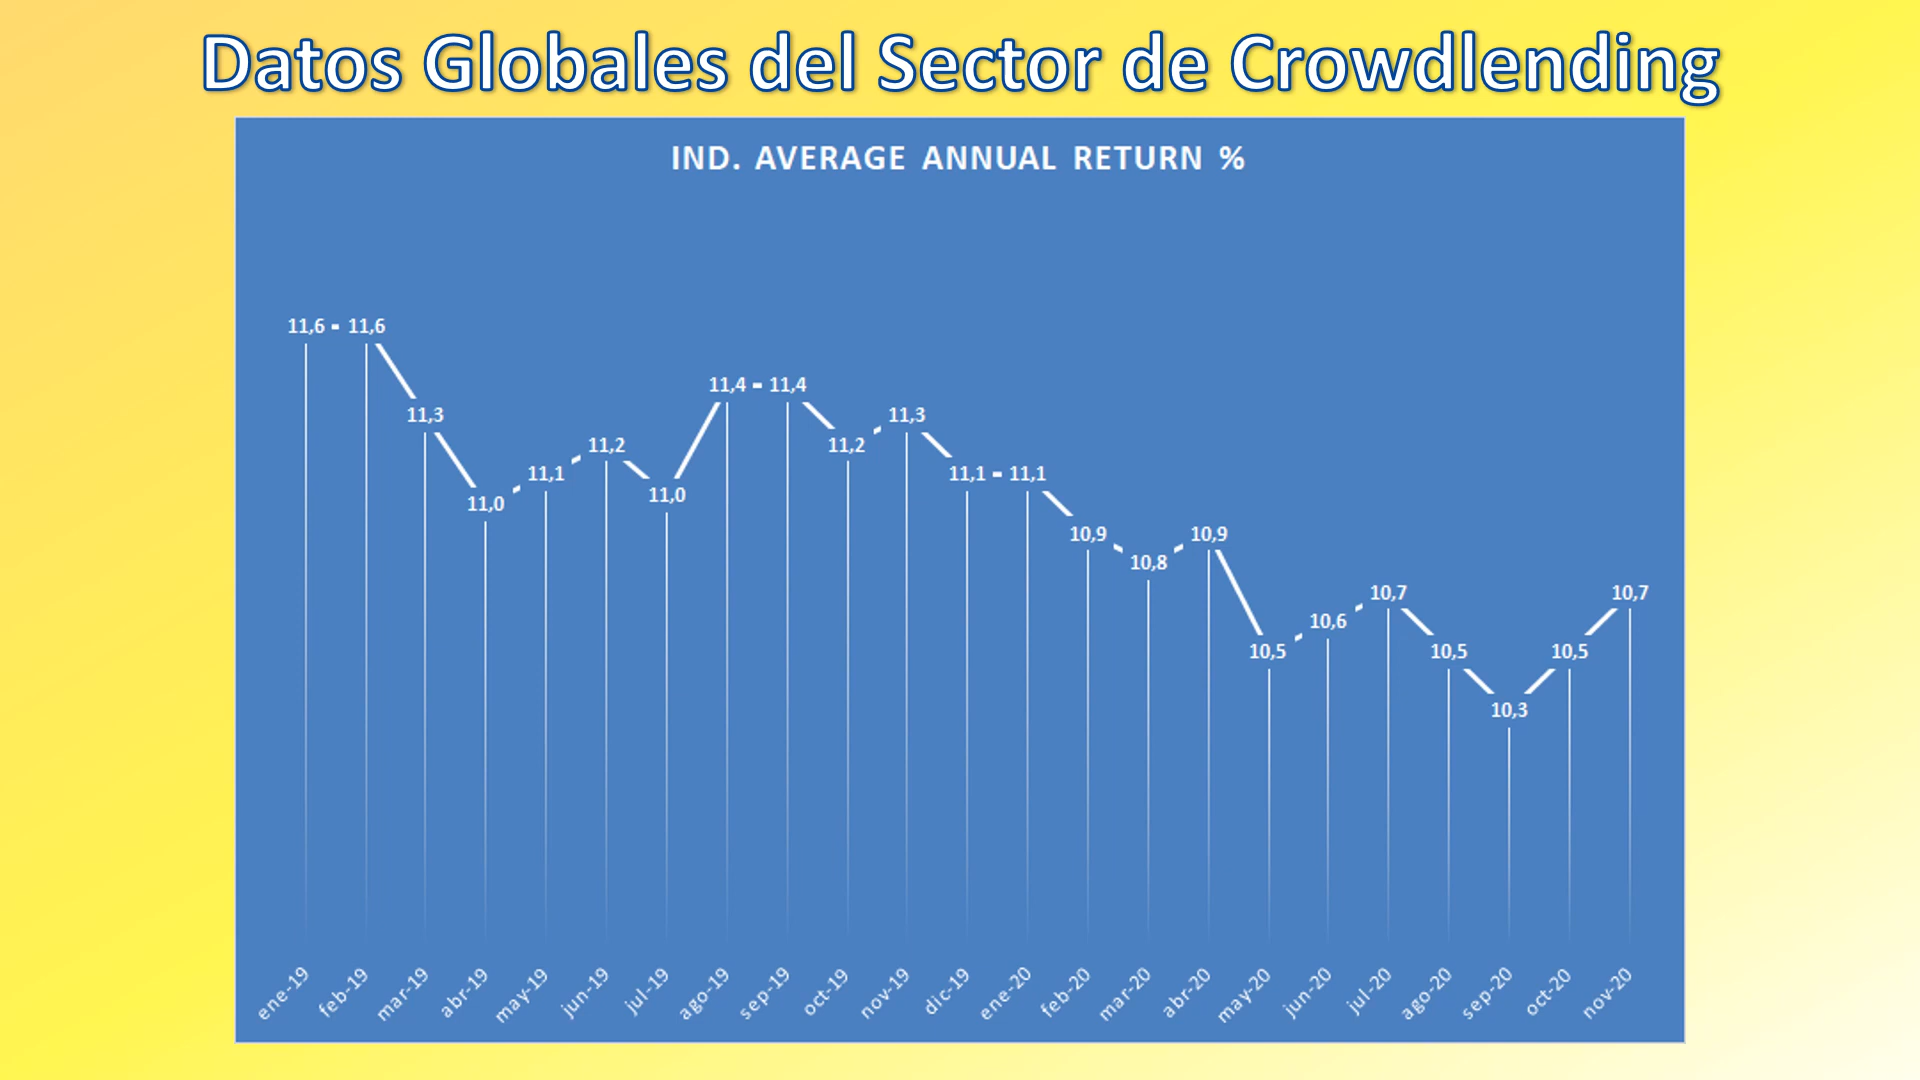 Datos Globales del Sector de Crowdlending
IND. AVERAGE ANNUAL RETURN %
11,6
11,6
11,3
11,0
11,1
11,2
11,0
11,4
11,4
11,2
11,3
11,1
11,1
10,9
10,8
10,9
10,5
10,6
10,7
10,5
10,3
10,5
10,7
ene-19
feb-19
mar-19
abr-19
may-19
jun-19
jul-19
ago-19
sep-19
oct-19
nov-19
dic-19
ene-20
feb-20
mar-20
abr-20
may-20
jun-20
jul-20
ago-20
sep-20
oct-20
nov-20